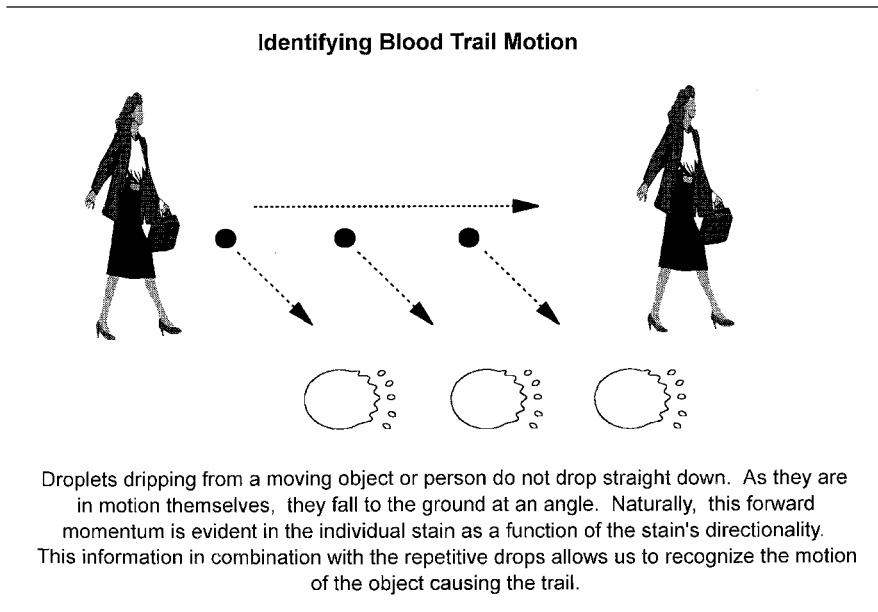 Identifying Blood Trail Motion
Droplets dripping from a moving object or person do not drop straight down. As they are
in motion themselves, they fall to the ground at an angle. Naturally, this forward
momentum is evident in the individual stain as a function of the stain's directionality.
This information in combination with the repetitive drops allows us to recognize the motion
of the object causing the trail.